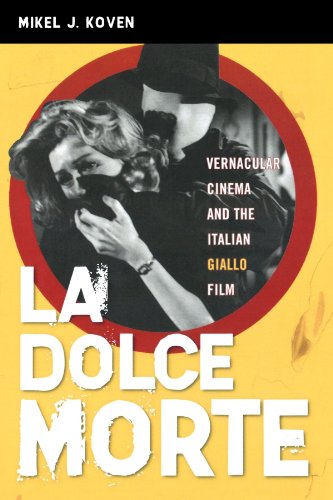 MIKEL J. KOVEN
VERNACULAR
CINEMA
AND THE
ITALIAN
GIALLO
FILM
LA
DOLCE
MORTE